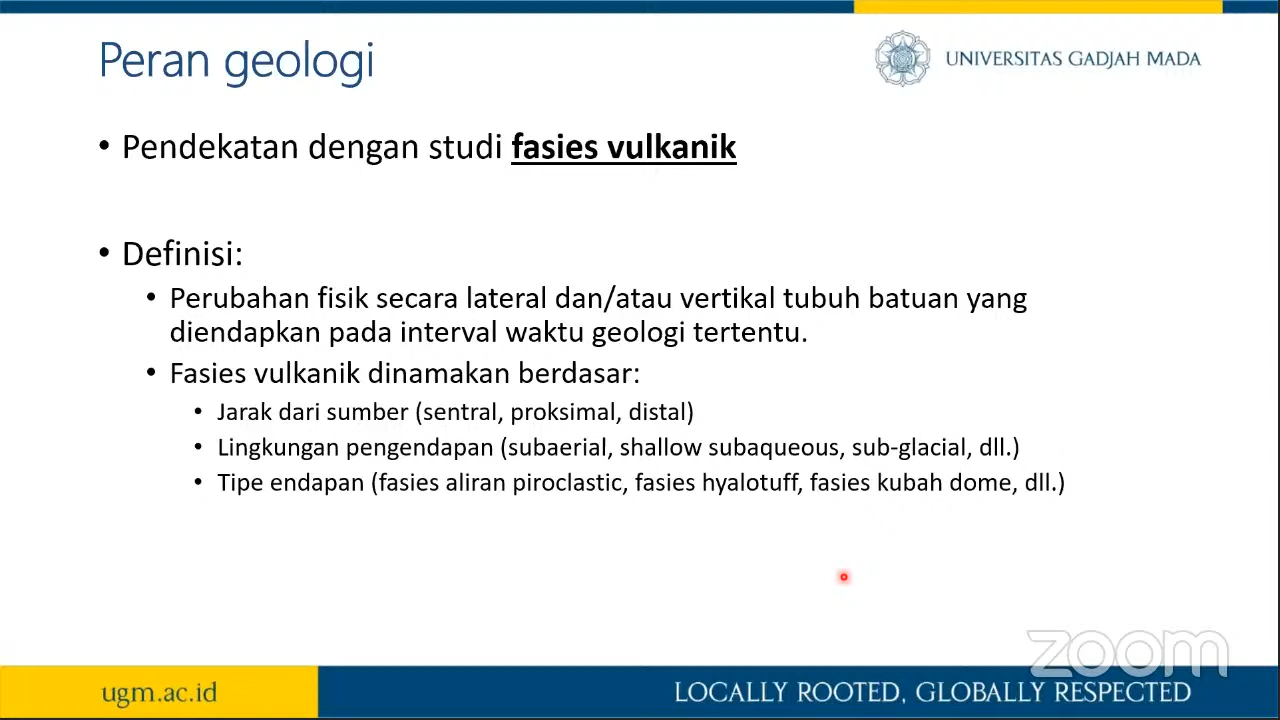 Peran geologi
UNIVERSITAS GADJAH MADA
• Pendekatan dengan studi fasies vulkanik
• Definisi:
• Perubahan fisik secara lateral dan/atau vertikal tubuh batuan yang
diendapkan pada interval waktu geologi tertentu.
• Fasies vulkanik dinamakan berdasar:
• Jarak dari sumber (sentral, proksimal, distal)
• Lingkungan pengendapan (subaerial, shallow subaqueous, sub-glacial, dll.)
• Tipe endapan (fasies aliran piroclastic, fasies hyalotuff, fasies kubah dome, dll.)
zoom
ugm.ac.id
LOCALLY ROOTED, GLOBALLY RESPECTED